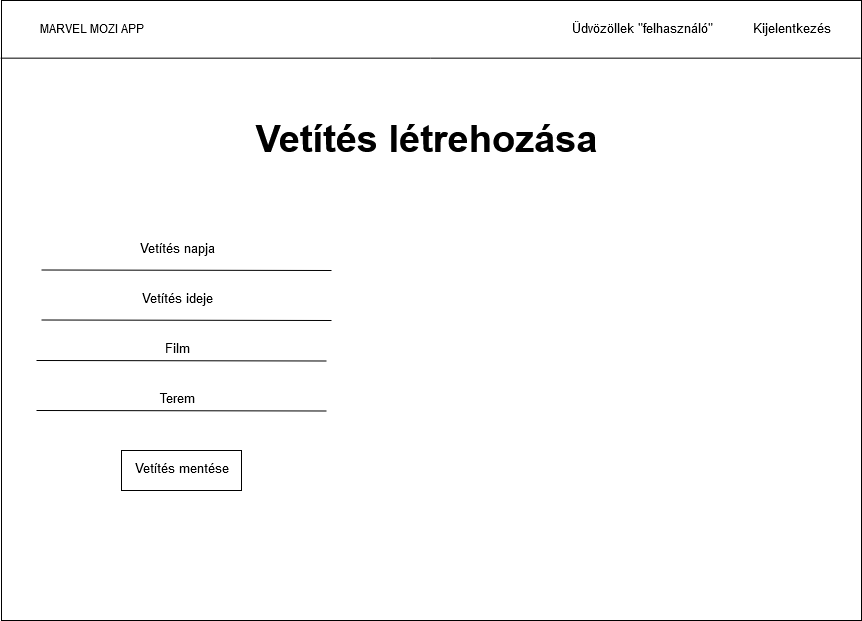 MARVEL MOZI APP
Üdvözöllek "felhasználó"
Kijelentkezés
Vetítés létrehozása
Vetítés napja
Vetítés ideje
Film
Terem
Vetítés mentése